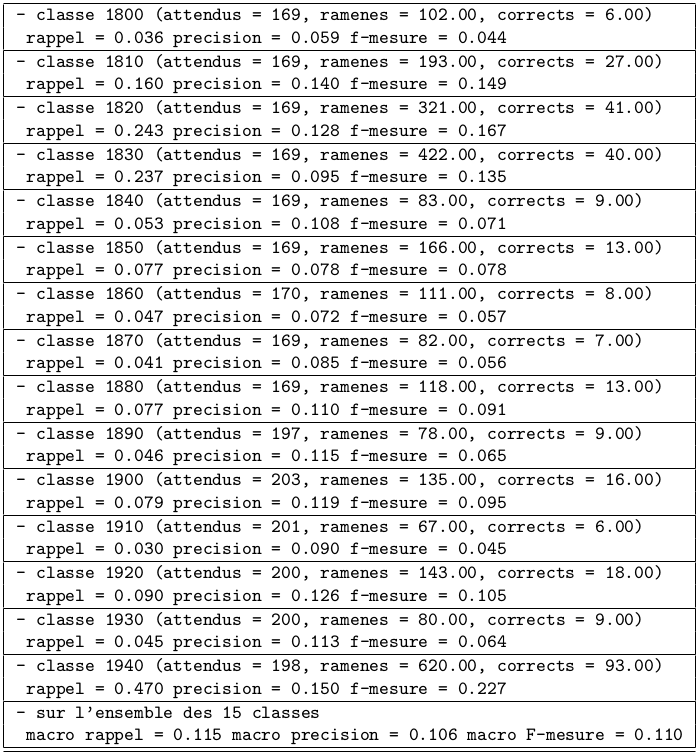 - classe 1800 (attendus = 169, ramenes = 102.00, corrects = 6.00)
rappel = 0.036 precision = 0.059 f-mesure = 0.044
- classe 1810 (attendus = 169, ramenes = 193.00, corrects = 27.00)
rappel = 0.160 precision = 0.140 f-mesure = 0.149
- classe 1820 (attendus = 169, ramenes = 321.00, corrects = 41.00)
rappel = 0.243 precision = 0.128 f-mesure = 0.167
- classe 1830 (attendus = 169, ramenes = 422.00, corrects = 40.00)
rappel = 0.237 precision = 0.095 f-mesure = 0.135
- classe 1840 (attendus = 169, ramenes = 83.00, corrects = 9.00)
rappel = 0.053 precision = 0.108 f-mesure = 0.071
- classe 1850 (attendus = 169, ramenes = 166.00, corrects = 13.00)
rappel = 0.077 precision = 0.078 f-mesure = 0.078
- classe 1860 (attendus = 170, ramenes = 111.00, corrects = 8.00)
rappel = 0.047 precision = 0.072 f-mesure = 0.057
- classe 1870 (attendus = 169, ramenes = 82.00, corrects = 7.00)
rappel = 0.041 precision = 0.085 f-mesure = 0.056
- classe 1880 (attendus = 169, ramenes = 118.00, corrects = 13.00)
rappel = 0.077 precision = 0.110 f-mesure = 0.091
- classe 1890 (attendus = 197, ramenes = 78.00, corrects = 9.00)
rappel = 0.046 precision = 0.115 f-mesure = 0.065
- classe 1900 (attendus = 203, ramenes = 135.00, corrects = 16.00)
rappel = 0.079 precision = 0.119 f-mesure = 0.095
- classe 1910 (attendus = 201, ramenes = 67.00, corrects = 6.00)
rappel = 0.030 precision = 0.090 f-mesure = 0.045
- classe 1920 (attendus = 200, ramenes = 143.00, corrects = 18.00)
rappel = 0.090 precision = 0.126 f-mesure = 0.105
- classe 1930 (attendus = 200, ramenes = 80.00, corrects = 9.00)
rappel = 0.045 precision = 0.113 f-mesure = 0.064
- classe 1940 (attendus = 198, ramenes = 620.00, corrects = 93.00)
rappel = 0.470 precision = 0.150 f-mesure = 0.227
- sur l'ensemble des 15 classes
macro rappel = 0.115 macro precision = 0.106 macro F-mesure = 0.110